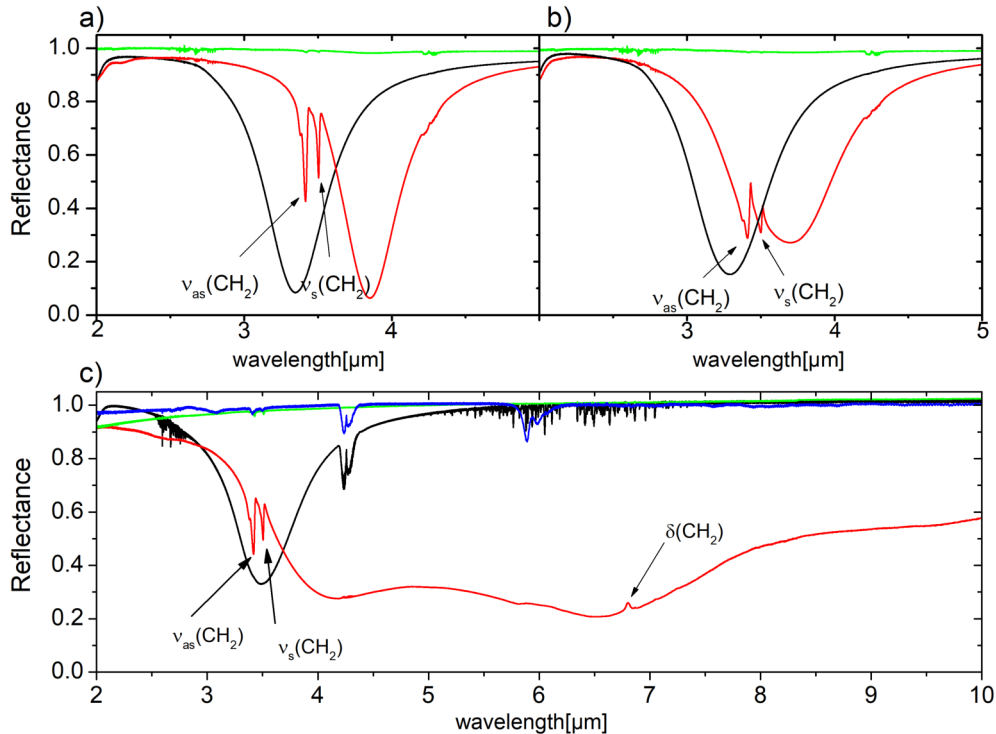 a)
Reflectance
1.0
0.8
0.6
0.4
0.2
0.0
νas(CH2)
νs(CH2)
2 3 4
wavelength[µm]
b)
νas(CH2)
νs(CH2)
3 4 5
wavelength[µm]
c)
Reflectance
1.0
0.8
0.6
0.4
0.2
0.0
νas(CH2)
νs(CH2)
δ(CH2)
2 3 4 5 6 7 8 9 10
wavelength[µm]